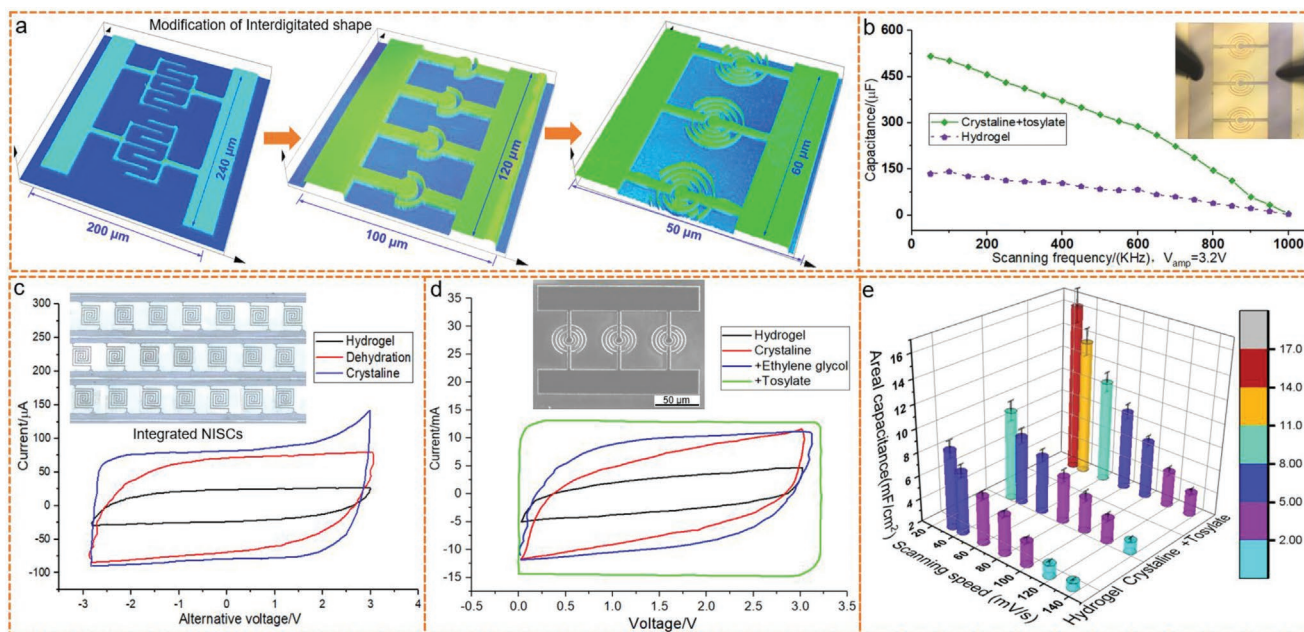 a
Modification of Interdigitated shape
240 μm
200 μm
120 μm
100 μm
60 μm
50 μm
b
Capacitance/(μF)
600
450
300
150
0
Crystaline+tosylate
Hydrogel
200
400
600
800
1000
Scanning frequency/(KHz), Vamp=3.2V
c
Current/μA
300
250
200
150
100
75
50
25
0
-25
-50
-75
-100
Hydrogel
Dehydration
Crystaline
Integrated NISCs
-3
-2
-1
0
1
2
3
4
Alternative voltage/V
d
Current/mA
35
30
25
20
15
10
5
0
-5
-10
-15
Hydrogel
Crystaline
+Ethylene glycol
+Tosylate
50 μm
0.0
0.5
1.0
1.5
2.0
2.5
3.0
3.5
Voltage/V
e
Areal capacitance(mF/cm²)
16
14
12
10
8
6
4
2
20
40
60
80
100
120
140
Scanning speed (mV/s)
Hydrogel
Crystaline
+Tosylate
17.0
14.0
11.0
8.00
5.00
2.00